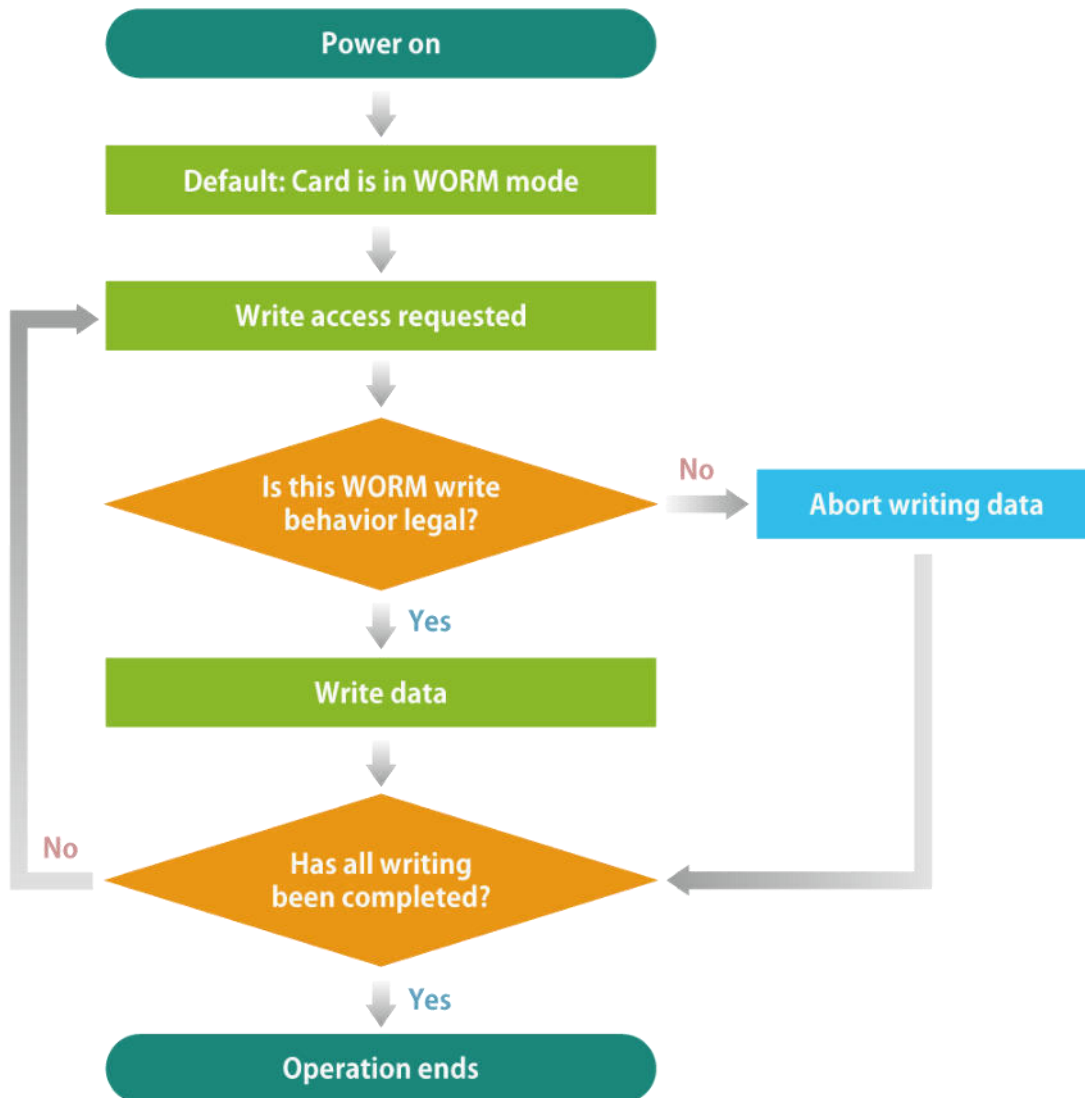 Power on
Default: Card is in WORM mode
Write access requested
Is this WORM write
behavior legal?
No
Abort writing data
Yes
Write data
No
Has all writing
been completed?
Yes
Operation ends